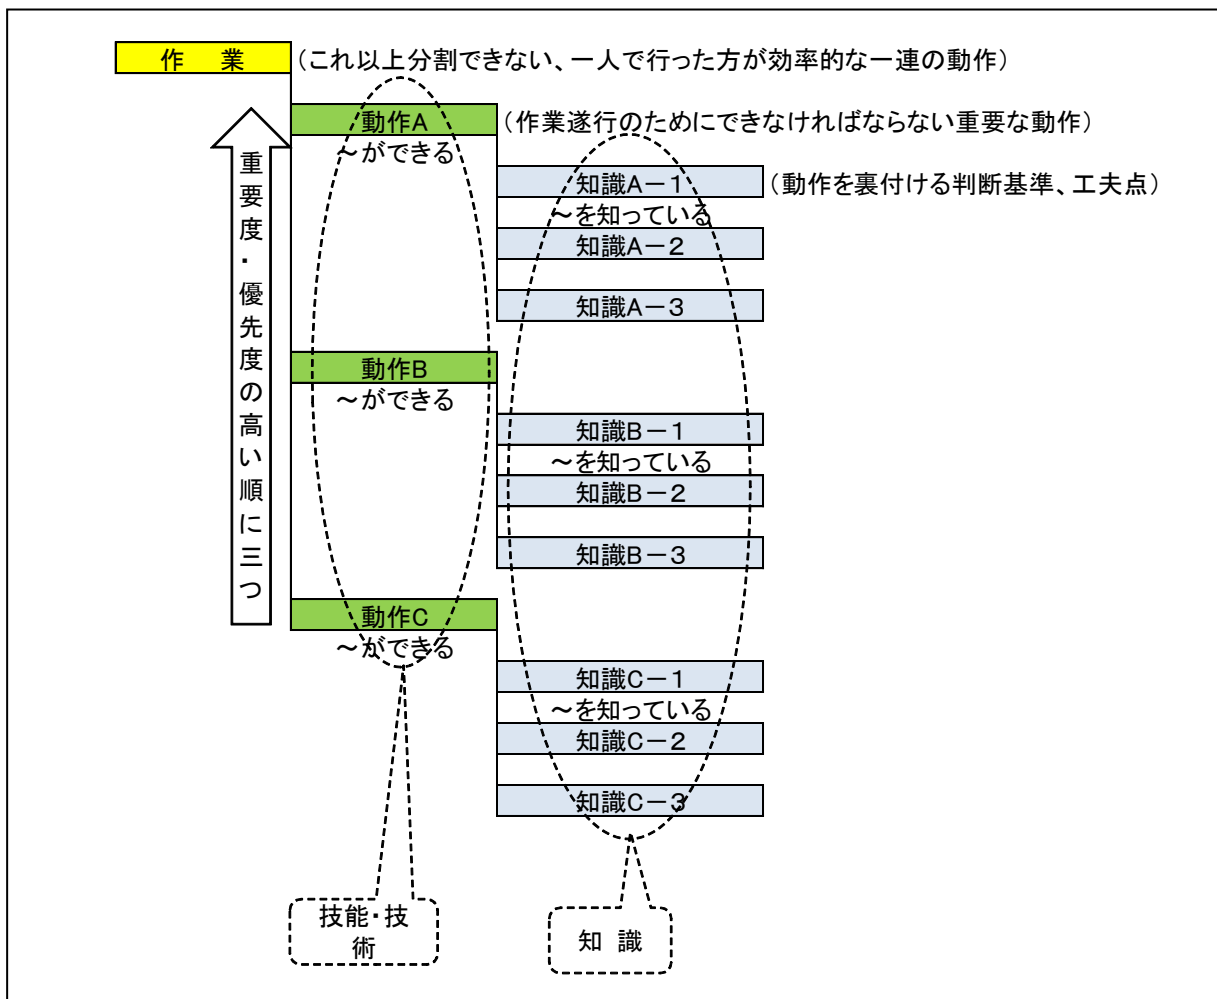 作　業
（これ以上分割できない、一人で行った方が効率的な一連の動作）
動作A
（作業遂行のためにできなければならない重要な動作）
～ができる
知識A－１
（動作を裏付ける判断基準、工夫点）
～を知っている
知識A－２
知識A－３
重要度・優先度の高い順に三つ
動作B
～ができる
知識B－１
～を知っている
知識B－２
知識B－３
動作C
～ができる
知識C－１
～を知っている
知識C－２
知識C－３
技能・技
術
知 識